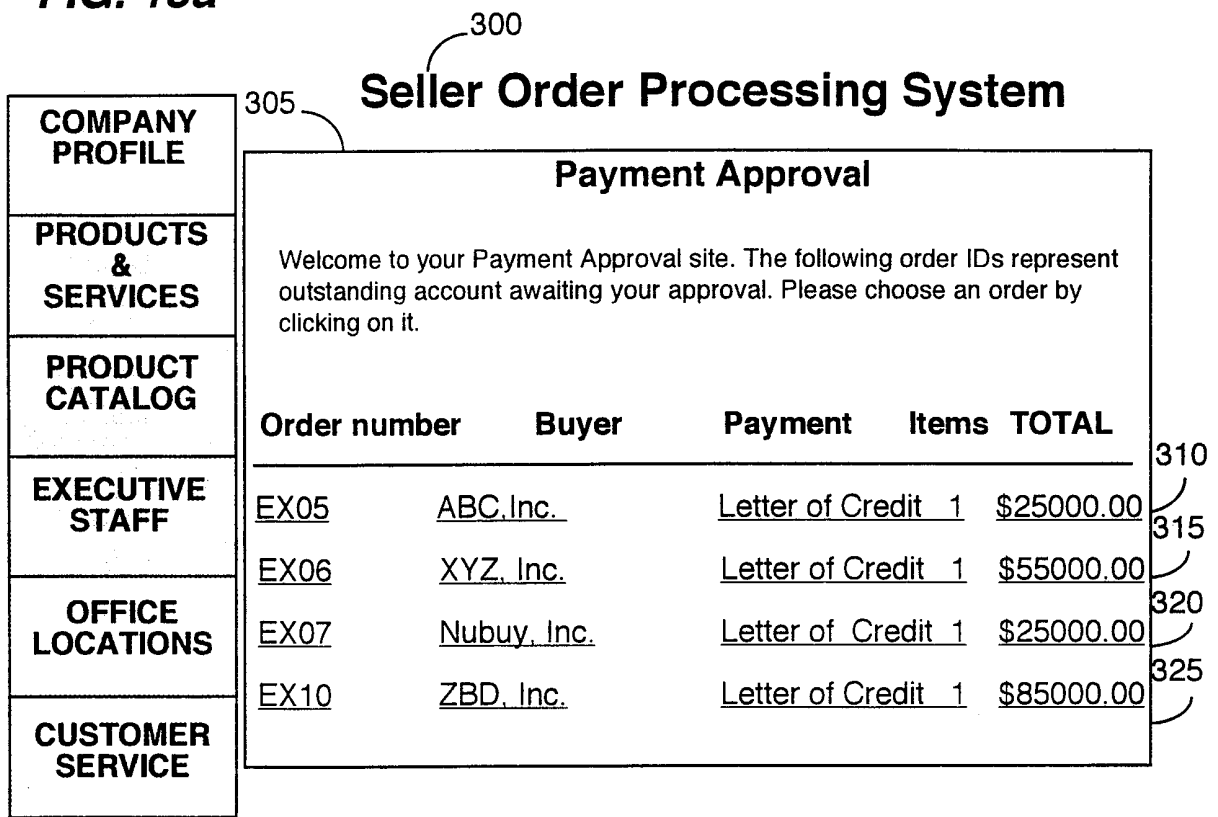 300
Seller Order Processing System
COMPANY
PROFILE
PRODUCTS
&
SERVICES
PRODUCT
CATALOG
EXECUTIVE
STAFF
OFFICE
LOCATIONS
CUSTOMER
SERVICE
305
Payment Approval
Welcome to your Payment Approval site. The following order IDs represent
outstanding account awaiting your approval. Please choose an order by
clicking on it.
Order number Buyer Payment Items TOTAL
310
EX05 ABC,Inc. Letter of Credit 1 $25000.00
315
EX06 XYZ, Inc. Letter of Credit 1 $55000.00
320
EX07 Nubuy, Inc. Letter of Credit 1 $25000.00
325
EX10 ZBD, Inc. Letter of Credit 1 $85000.00